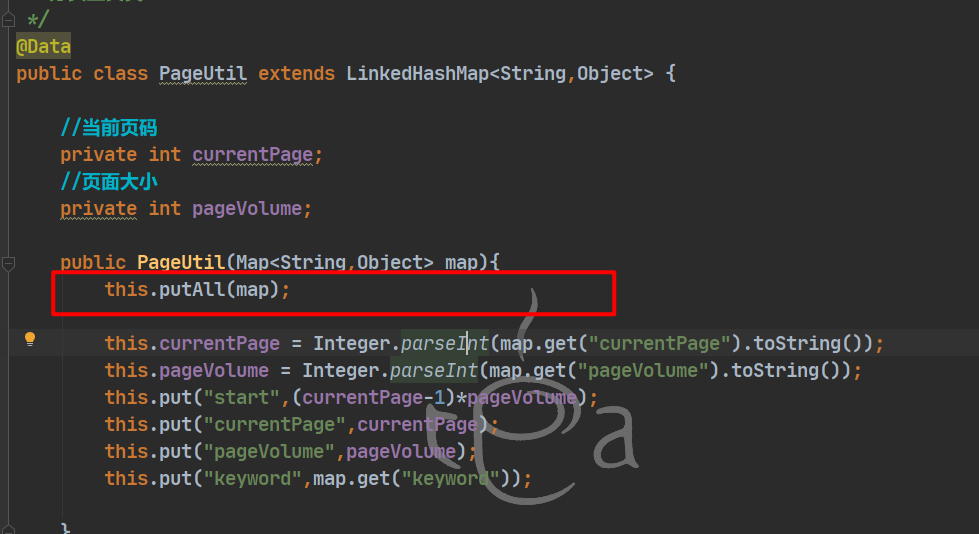 */
@Data
public class PageUtil extends LinkedHashMap<String,Object> {
//当前页码
private int currentPage;
//页面大小
private int pageVolume;
public PageUtil(Map<String,Object> map){
this.putAll(map);
this.currentPage = Integer.parseInt(map.get("currentPage").toString());
this.pageVolume = Integer.parseInt(map.get("pageVolume").toString());
this.put("start",(currentPage-1)*pageVolume);
this.put("currentPage",currentPage);
this.put("pageVolume",pageVolume);
this.put("keyword",map.get("keyword"));
}